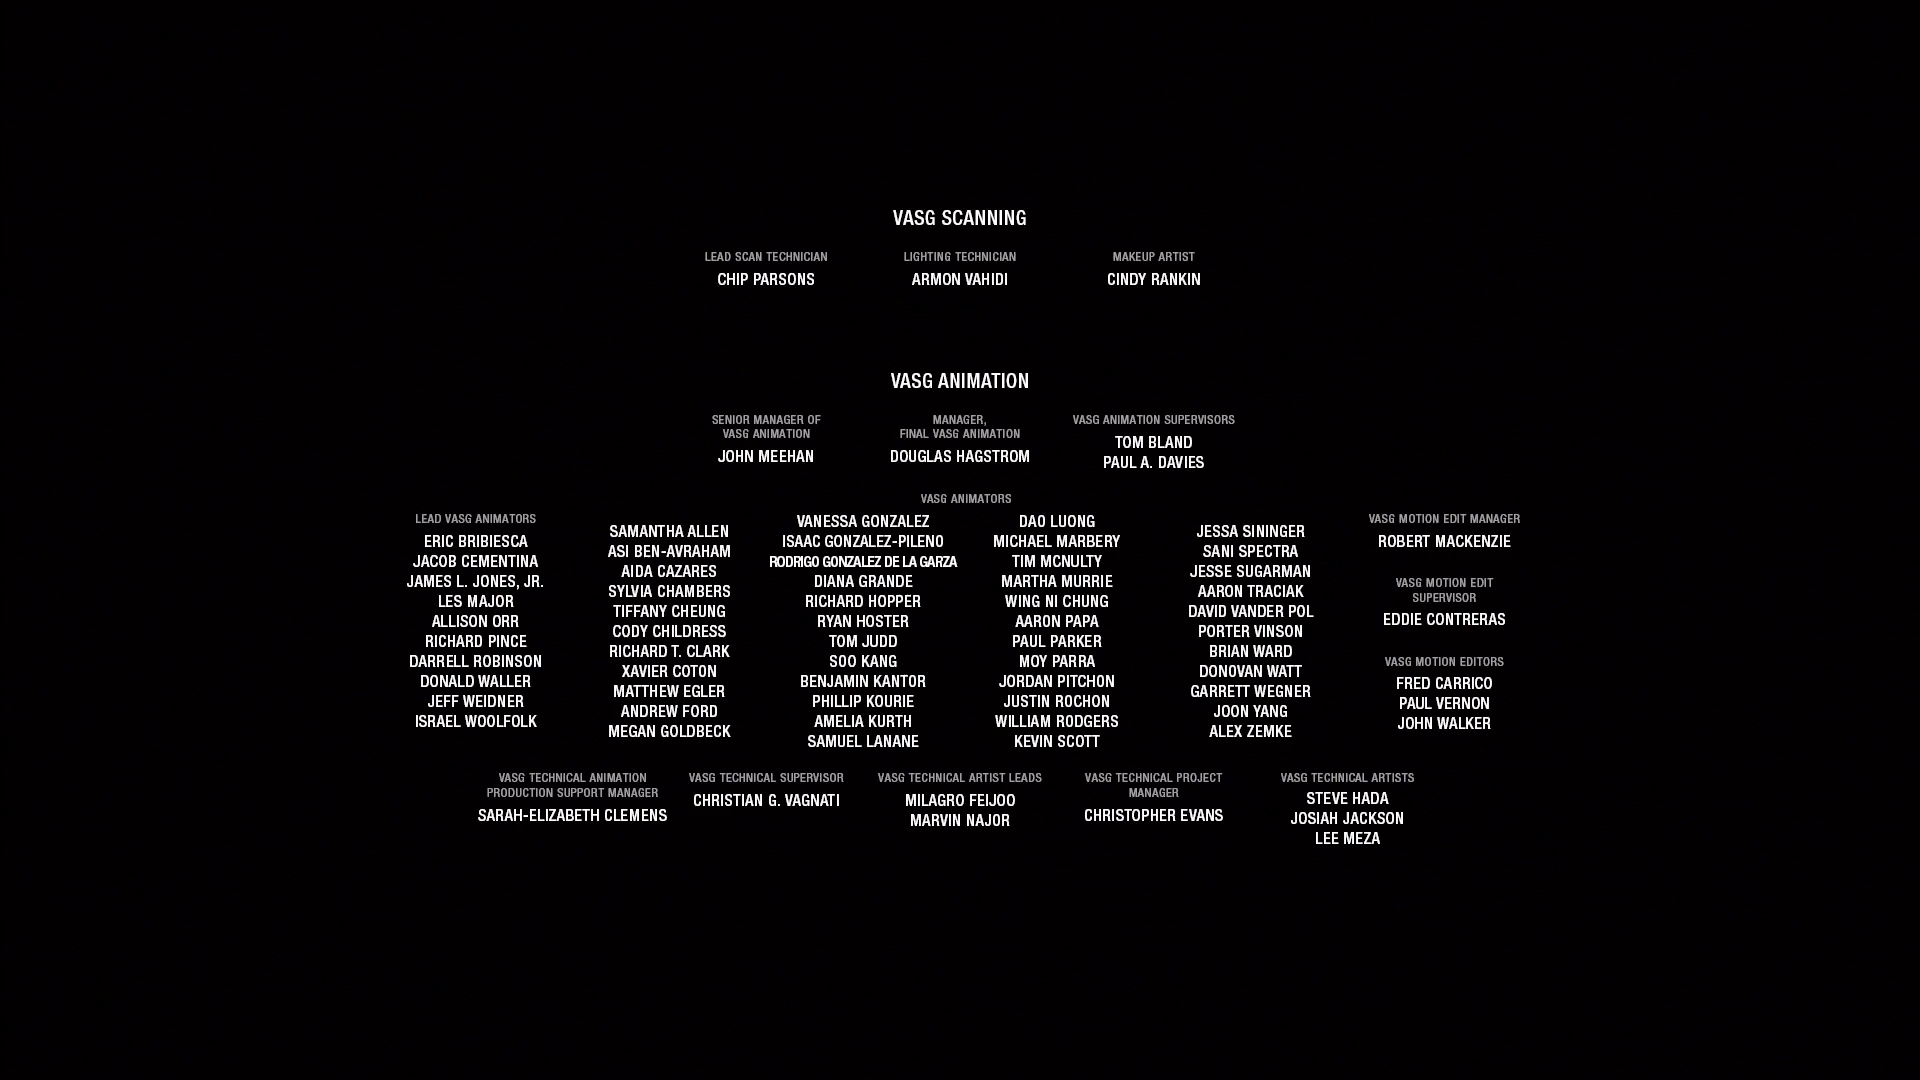 VASG SCANNING
LEAD SCAN TECHNICIAN
CHIP PARSONS
LIGHTING TECHNICIAN
ARMON VAHIDI
MAKEUP ARTIST
CINDY RANKIN
VASG ANIMATION
SENIOR MANAGER OF
VASG ANIMATION
JOHN MEEHAN
MANAGER,
FINAL VASG ANIMATION
DOUGLAS HAGSTROM
VASG ANIMATION SUPERVISORS
TOM BLAND
PAUL A. DAVIES
LEAD VASG ANIMATORS
ERIC BRIBIESCA
JACOB CEMENTINA
JAMES L. JONES, JR.
LES MAJOR
ALLISON ORR
RICHARD PINCE
DARRELL ROBINSON
DONALD WALLER
JEFF WEIDNER
ISRAEL WOOLFOLK
VASG ANIMATORS
SAMANTHA ALLEN
ASI BEN-AVRAHAM
AIDA CAZARES
SYLVIA CHAMBERS
TIFFANY CHEUNG
CODY CHILDRESS
RICHARD T. CLARK
XAVIER COTON
MATTHEW EGLER
ANDREW FORD
MEGAN GOLDBECK
VANESSA GONZALEZ
ISAAC GONZALEZ-PILENO
RODRIGO GONZALEZ DE LA GARZA
DIANA GRANDE
RICHARD HOPPER
RYAN HOSTER
TOM JUDD
SOO KANG
BENJAMIN KANTOR
PHILLIP KOURIE
AMELIA KURTH
SAMUEL LANANE
DAO LUONG
MICHAEL MARBERY
TIM MCNULTY
MARTHA MURRIE
WING NI CHUNG
AARON PAPA
PAUL PARKER
MOY PARRA
JORDAN PITCHON
JUSTIN ROCHON
WILLIAM RODGERS
KEVIN SCOTT
JESSA SININGER
SANI SPECTRA
JESSE SUGARMAN
AARON TRACIAK
DAVID VANDER POL
PORTER VINSON
BRIAN WARD
DONOVAN WATT
GARRETT WEGNER
JOON YANG
ALEX ZEMKE
VASG MOTION EDIT MANAGER
ROBERT MACKENZIE
VASG MOTION EDIT
SUPERVISOR
EDDIE CONTRERAS
VASG MOTION EDITORS
FRED CARRICO
PAUL VERNON
JOHN WALKER
VASG TECHNICAL ANIMATION
PRODUCTION SUPPORT MANAGER
SARAH-ELIZABETH CLEMENS
VASG TECHNICAL SUPERVISOR
CHRISTIAN G. VAGNATI
VASG TECHNICAL ARTIST LEADS
MILAGRO FEIJOO
MARVIN NAJOR
VASG TECHNICAL PROJECT
MANAGER
CHRISTOPHER EVANS
VASG TECHNICAL ARTISTS
STEVE HADA
JOSIAH JACKSON
LEE MEZA